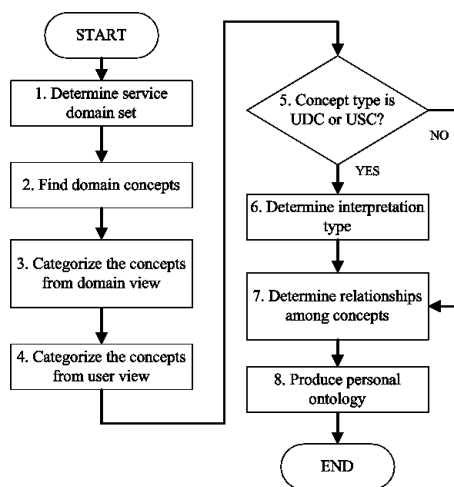 START
1. Determine service
domain set
2. Find domain concepts
3. Categorize the concepts
from domain view
4. Categorize the concepts
from user view
5. Concept type is
UDC or USC?
NO
YES
6. Determine interpretation
type
7. Determine relationships
among concepts
8. Produce personal
ontology
END